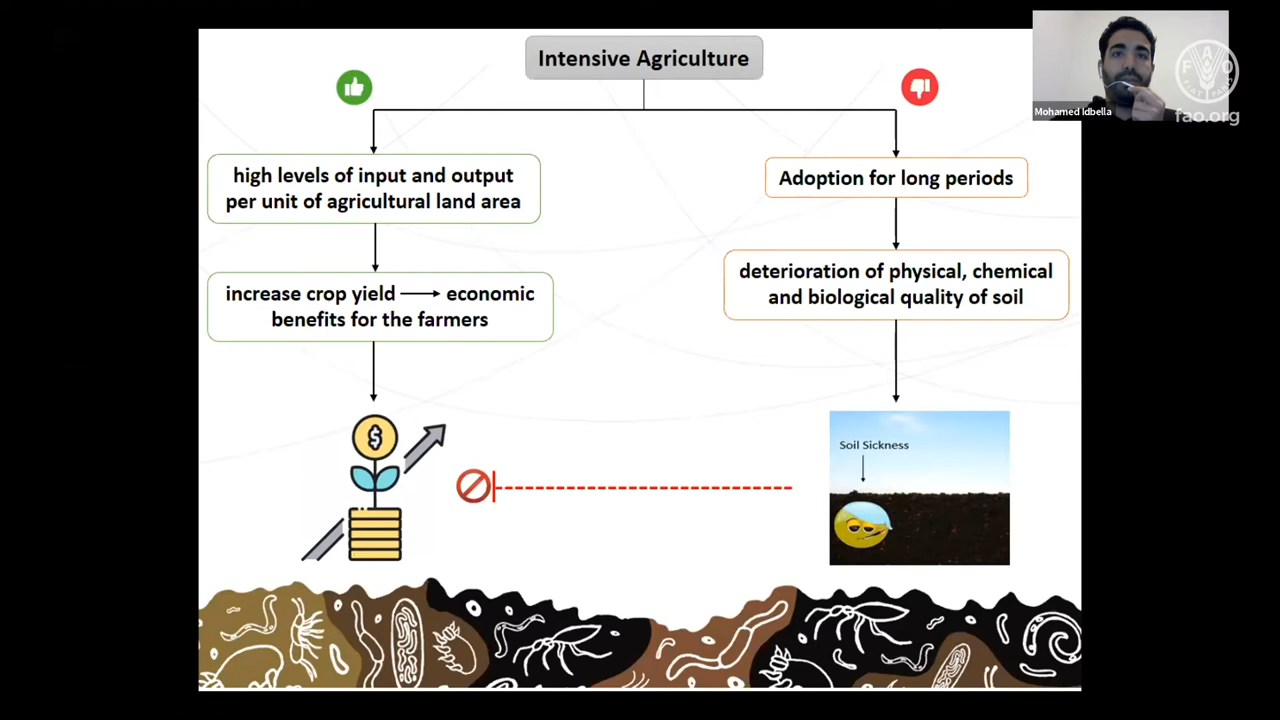 Intensive Agriculture
high levels of input and output
per unit of agricultural land area
increase crop yield → economic
benefits for the farmers
Adoption for long periods
deterioration of physical, chemical
and biological quality of soil
Soil Sickness
$
Mohamed Idbella
F A O
FIAT PANIS
fao.org